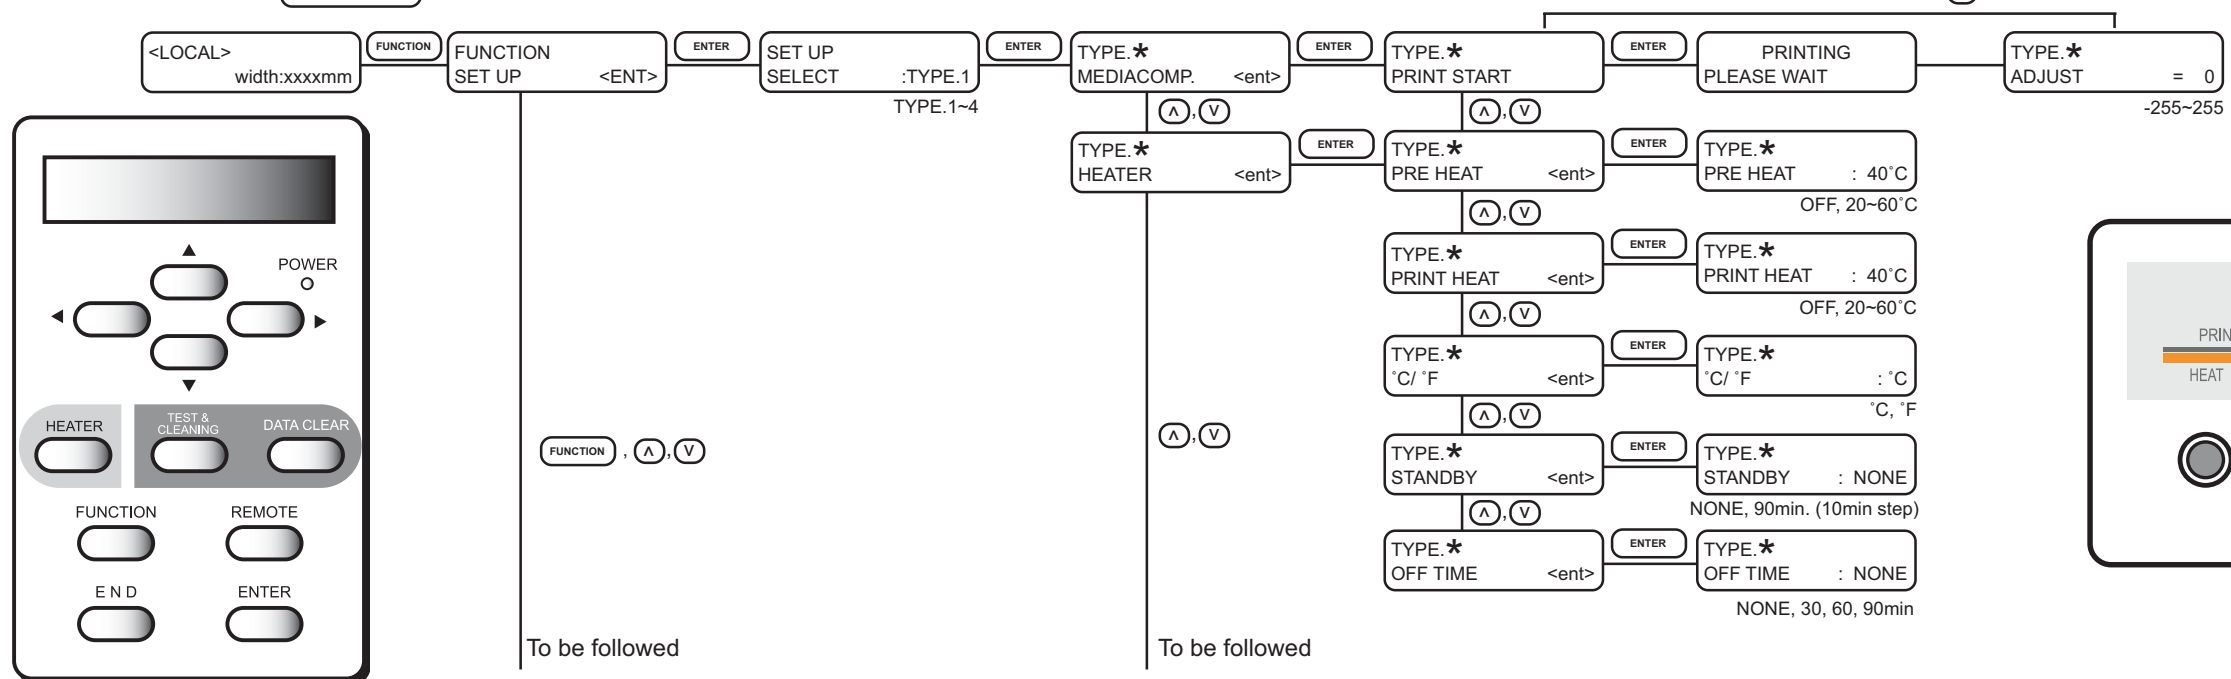 <LOCAL>
width:xxxxmm
FUNCTION
FUNCTION
SET UP <ENT>
ENTER
SET UP
SELECT :TYPE.1
TYPE.1~4
ENTER
TYPE.*
MEDIACOMP. <ent>
ENTER
TYPE.*
PRINT START
ENTER
PRINTING
PLEASE WAIT
TYPE.*
ADJUST = 0
-255~255
∧ , ∨
∧ , ∨
TYPE.*
HEATER <ent>
ENTER
TYPE.*
PRE HEAT <ent>
ENTER
TYPE.*
PRE HEAT : 40˚C
OFF, 20~60˚C
∧ , ∨
TYPE.*
PRINT HEAT <ent>
ENTER
TYPE.*
PRINT HEAT : 40˚C
OFF, 20~60˚C
∧ , ∨
TYPE.*
˚C/ ˚F <ent>
ENTER
TYPE.*
˚C/ ˚F : ˚C
˚C, ˚F
∧ , ∨
TYPE.*
STANDBY <ent>
ENTER
TYPE.*
STANDBY : NONE
NONE, 90min. (10min step)
∧ , ∨
TYPE.*
OFF TIME <ent>
ENTER
TYPE.*
OFF TIME : NONE
NONE, 30, 60, 90min
FUNCTION , ∧ , ∨
∧ , ∨
To be followed
To be followed
POWER
HEATER
TEST &
CLEANING
DATA CLEAR
FUNCTION
REMOTE
E N D
ENTER
HEAT